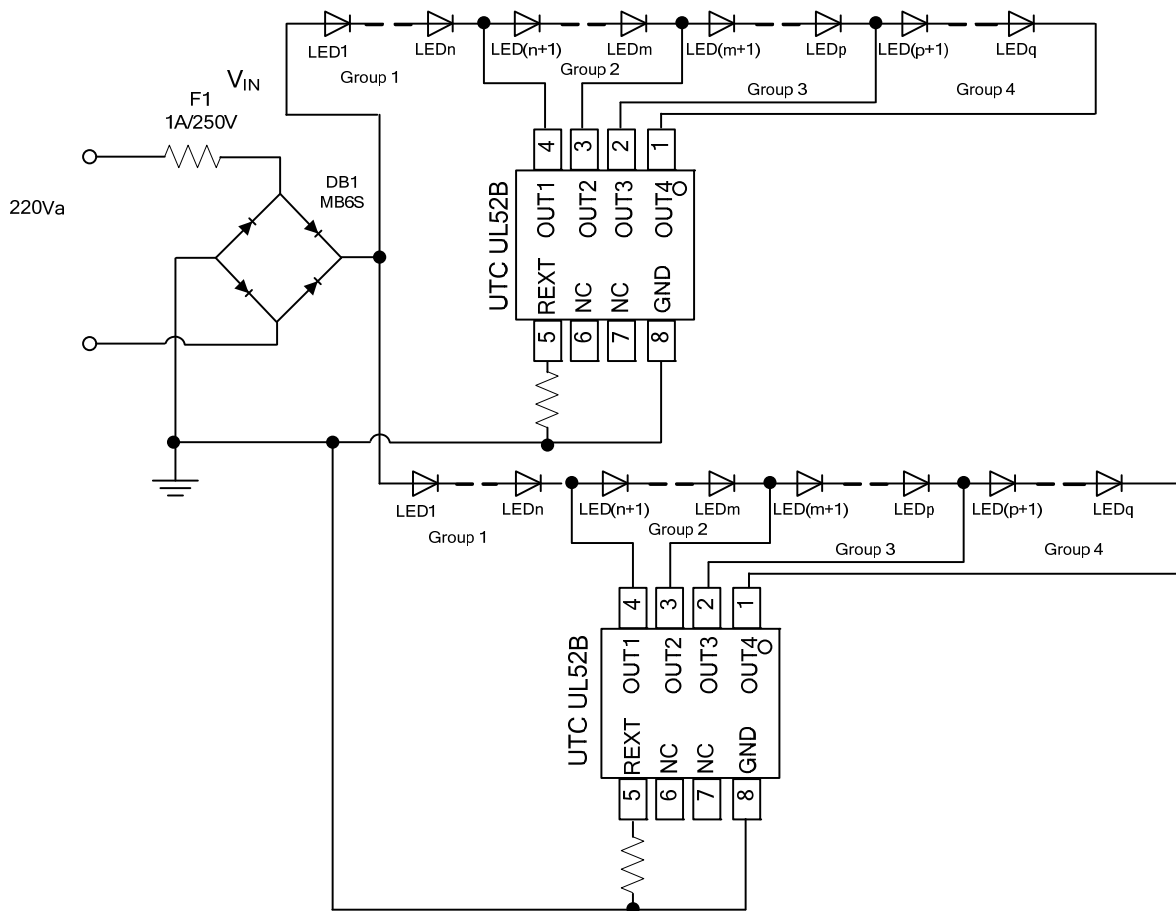 LED1
LEDn
LED(n+1)
LEDm
LED(m+1)
LEDp
LED(p+1)
LEDq
Group 1
Group 2
Group 3
Group 4
VIN
F1
1A/250V
220Va
DB1
MB6S
4
3
2
1
OUT1
OUT2
OUT3
OUT4
UTC UL52B
REXT
NC
NC
GND
5
6
7
8
LED1
LEDn
LED(n+1)
LEDm
LED(m+1)
LEDp
LED(p+1)
LEDq
Group 1
Group 2
Group 3
Group 4
4
3
2
1
OUT1
OUT2
OUT3
OUT4
UTC UL52B
REXT
NC
NC
GND
5
6
7
8